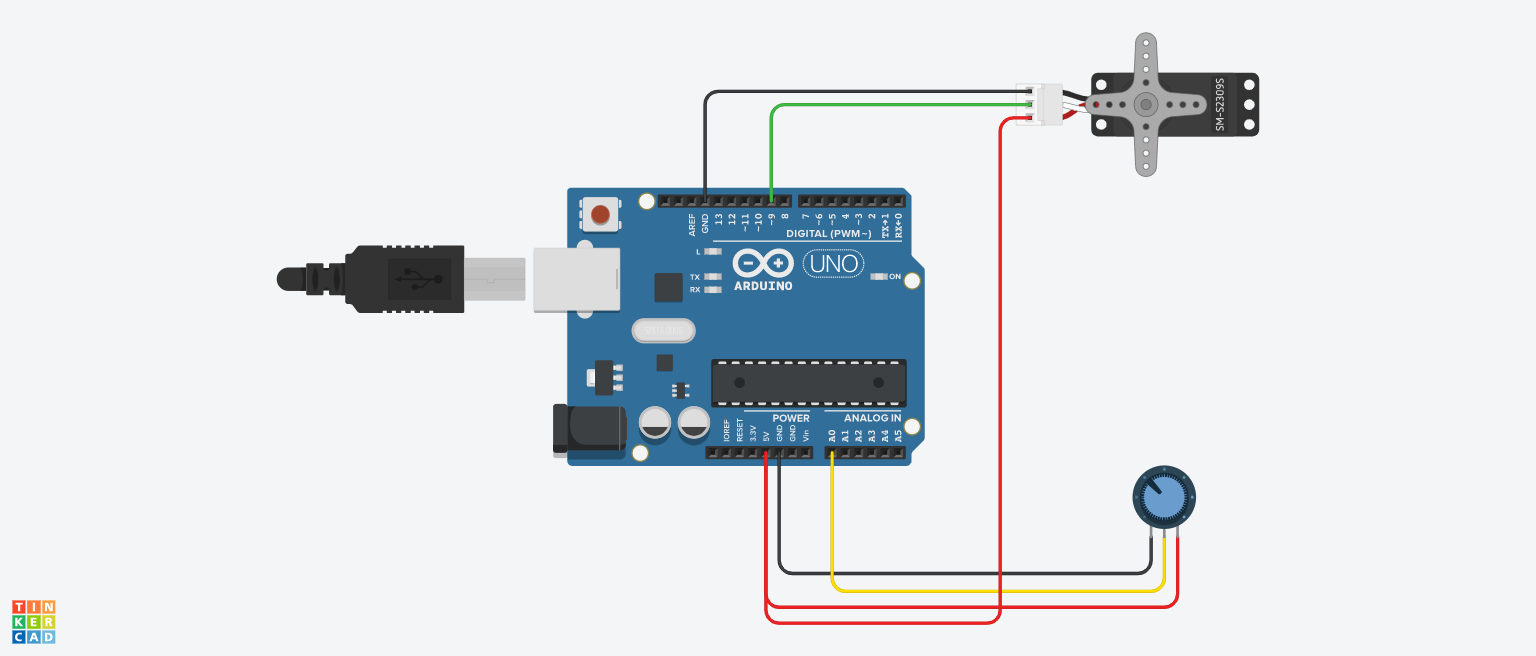 SM-S2309S
AREF
GND
13
12
~11
~10
~9
8
7
~6
~5
4
~3
2
TX→1
RX←0
DIGITAL (PWM~)
L
TX
RX
ARDUINO
UNO
ON
POWER
ANALOG IN
IOREF
RESET
3.3V
5V
GND
GND
Vin
A0
A1
A2
A3
A4
A5
TIN
KER
CAD